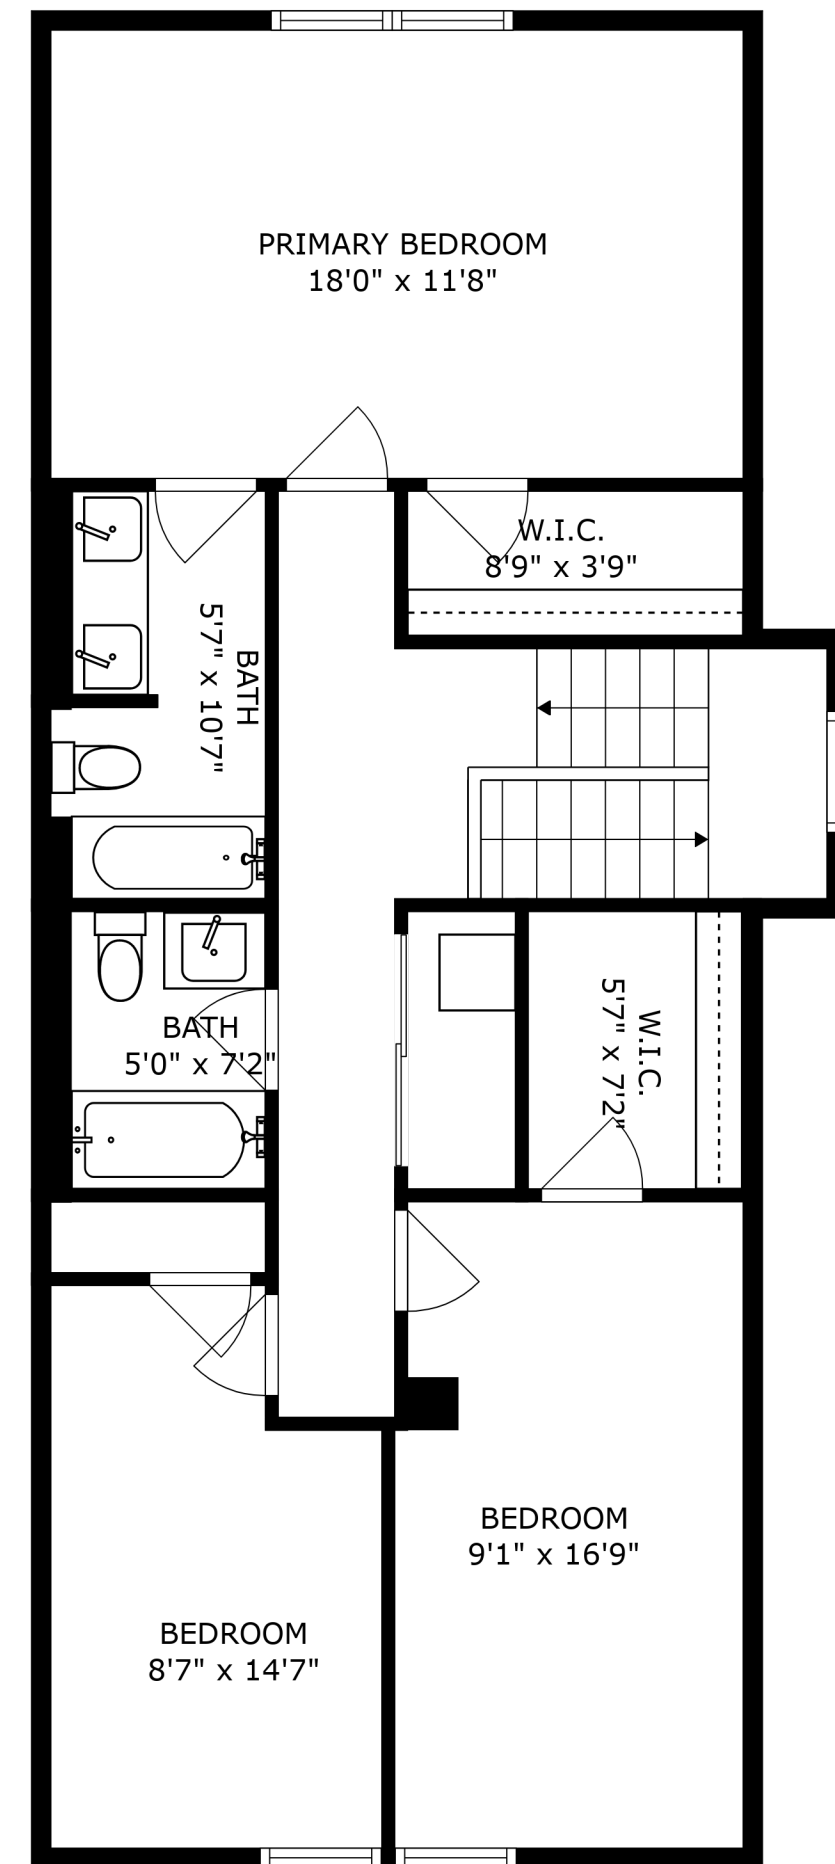 PRIMARY BEDROOM
18'0" x 11'8"
W.I.C.
8'9" x 3'9"
BATH
5'7" x 10'7"
BATH
5'0" x 7'2"
W.I.C.
5'7" x 7'2"
BEDROOM
9'1" x 16'9"
BEDROOM
8'7" x 14'7"